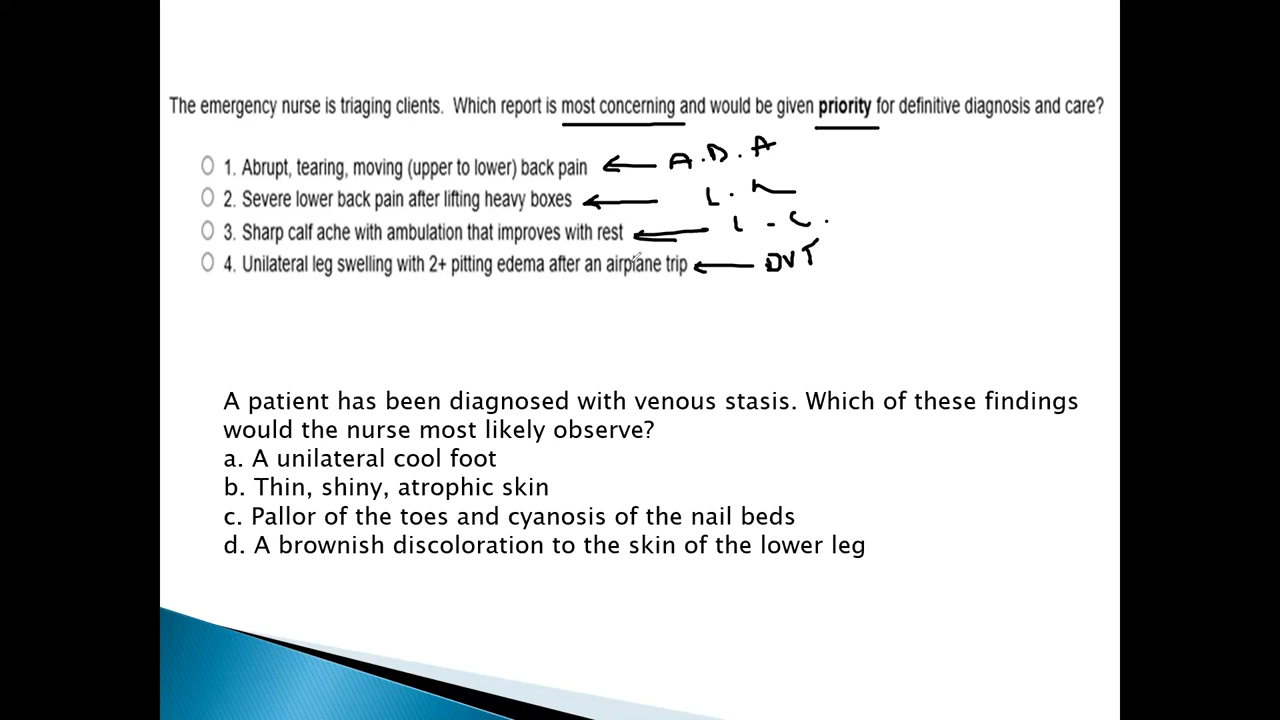 The emergency nurse is triaging clients. Which report is most concerning and would be given priority for definitive diagnosis and care?
1. Abrupt, tearing, moving (upper to lower) back pain A.D.A
2. Severe lower back pain after lifting heavy boxes
3. Sharp calf ache with ambulation that improves with rest I-C.
4. Unilateral leg swelling with 2+ pitting edema after an airplane trip DVT
A patient has been diagnosed with venous stasis. Which of these findings
would the nurse most likely observe?
a. A unilateral cool foot
b. Thin, shiny, atrophic skin
c. Pallor of the toes and cyanosis of the nail beds
d. A brownish discoloration to the skin of the lower leg